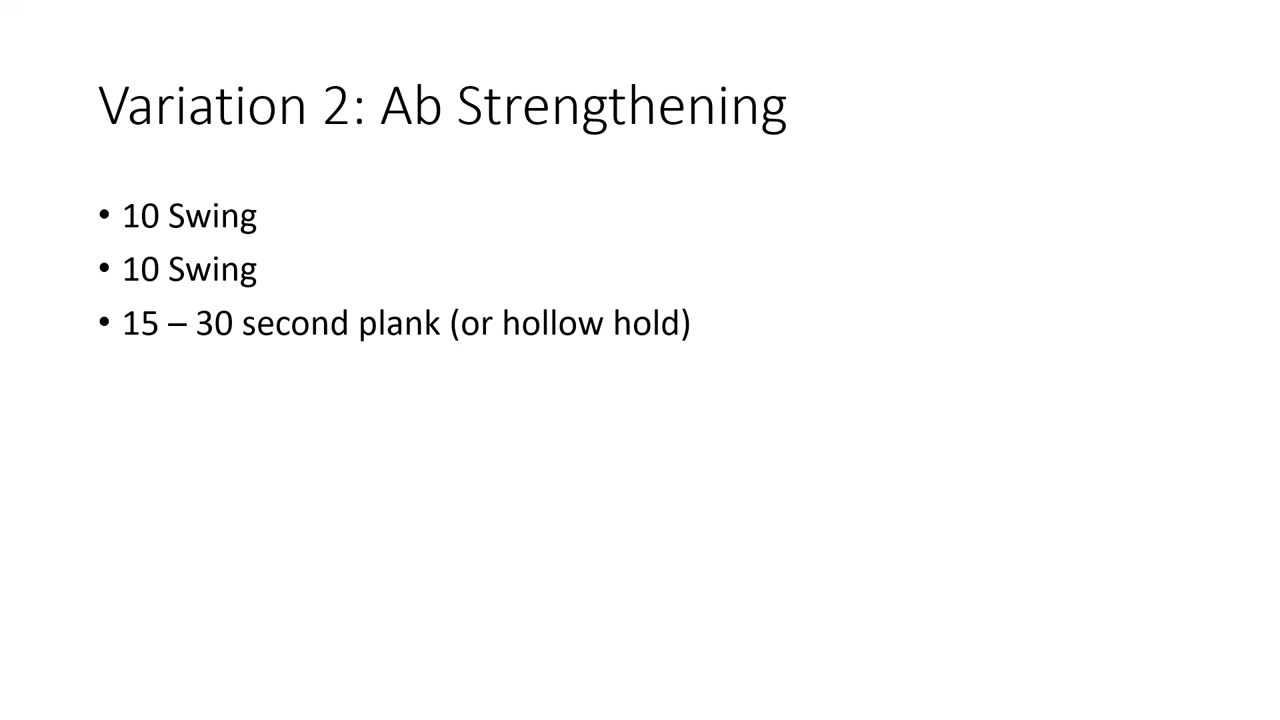 Variation 2: Ab Strengthening
• 10 Swing
• 10 Swing
• 15 – 30 second plank (or hollow hold)